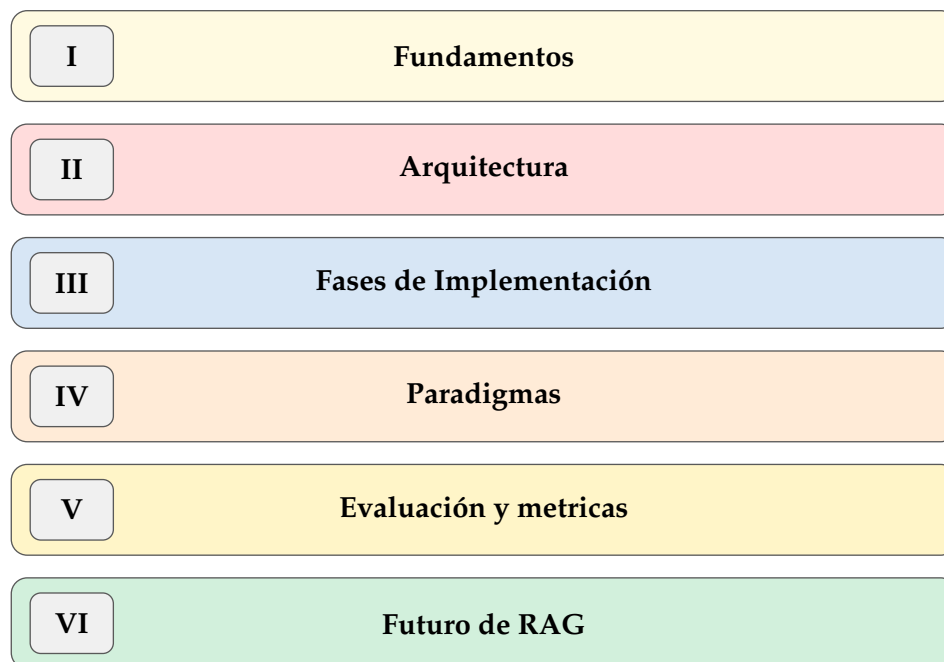 I Fundamentos
II Arquitectura
III Fases de Implementación
IV Paradigmas
V Evaluación y metricas
VI Futuro de RAG